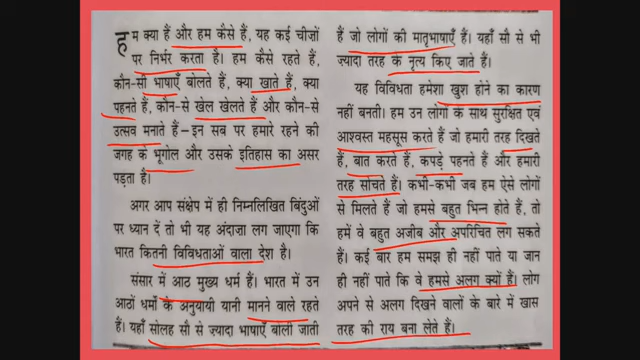 हम क्या हैं और हम कैसे हैं, यह कई चीज़ों
पर निर्भर करता है। हम कैसे रहते हैं,
कौन-सी भाषाएँ बोलते हैं, क्या खाते हैं, क्या
पहनते हैं, कौन-से खेल खेलते हैं और कौन-से
उत्सव मनाते हैं – इन सब पर हमारे रहने की
जगह के भूगोल और उसके इतिहास का असर
पड़ता है।
अगर आप संक्षेप में ही निम्नलिखित बिंदुओं
पर ध्यान दें तो भी यह अंदाज़ा लग जाएगा कि
भारत कितनी विविधताओं वाला देश है।
संसार में आठ मुख्य धर्म हैं। भारत में उन
आठों धर्मों के अनुयायी यानी मानने वाले रहते
हैं। यहाँ सोलह सौ से ज़्यादा भाषाएँ बोली जाती
हैं जो लोगों की मातृभाषाएँ हैं। यहाँ सौ से भी
ज़्यादा तरह के नृत्य किए जाते हैं।
यह विविधता हमेशा खुश होने का कारण
नहीं बनती। हम उन लोगों के साथ सुरक्षित एवं
आश्वस्त महसूस करते हैं जो हमारी तरह दिखते
हैं, बात करते हैं, कपड़े पहनते हैं और हमारी
तरह सोचते हैं। कभी-कभी जब हम ऐसे लोगों
से मिलते हैं जो हमसे बहुत भिन्न होते हैं, तो
हमें वे बहुत अजीब और अपरिचित लग सकते
हैं। कई बार हम समझ ही नहीं पाते या जान
ही नहीं पाते कि वे हमसे अलग क्यों हैं। लोग
अपने से अलग दिखने वालों के बारे में खास
तरह की राय बना लेते हैं।